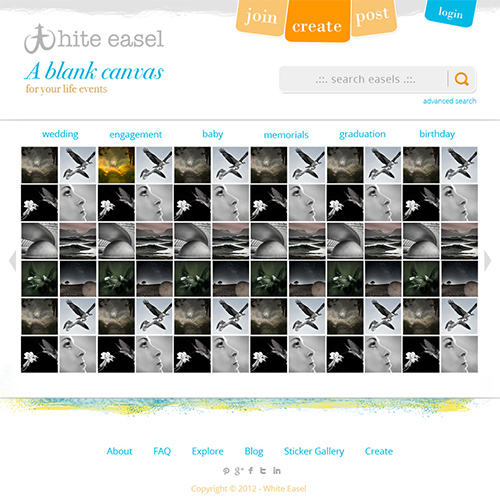 join create post login
hite easel
A blank canvas
for your life events
.::. search easels .::.
advanced search
wedding engagement baby memorials graduation birthday
About FAQ Explore Blog Sticker Gallery Create
Copyright © 2012 - White Easel